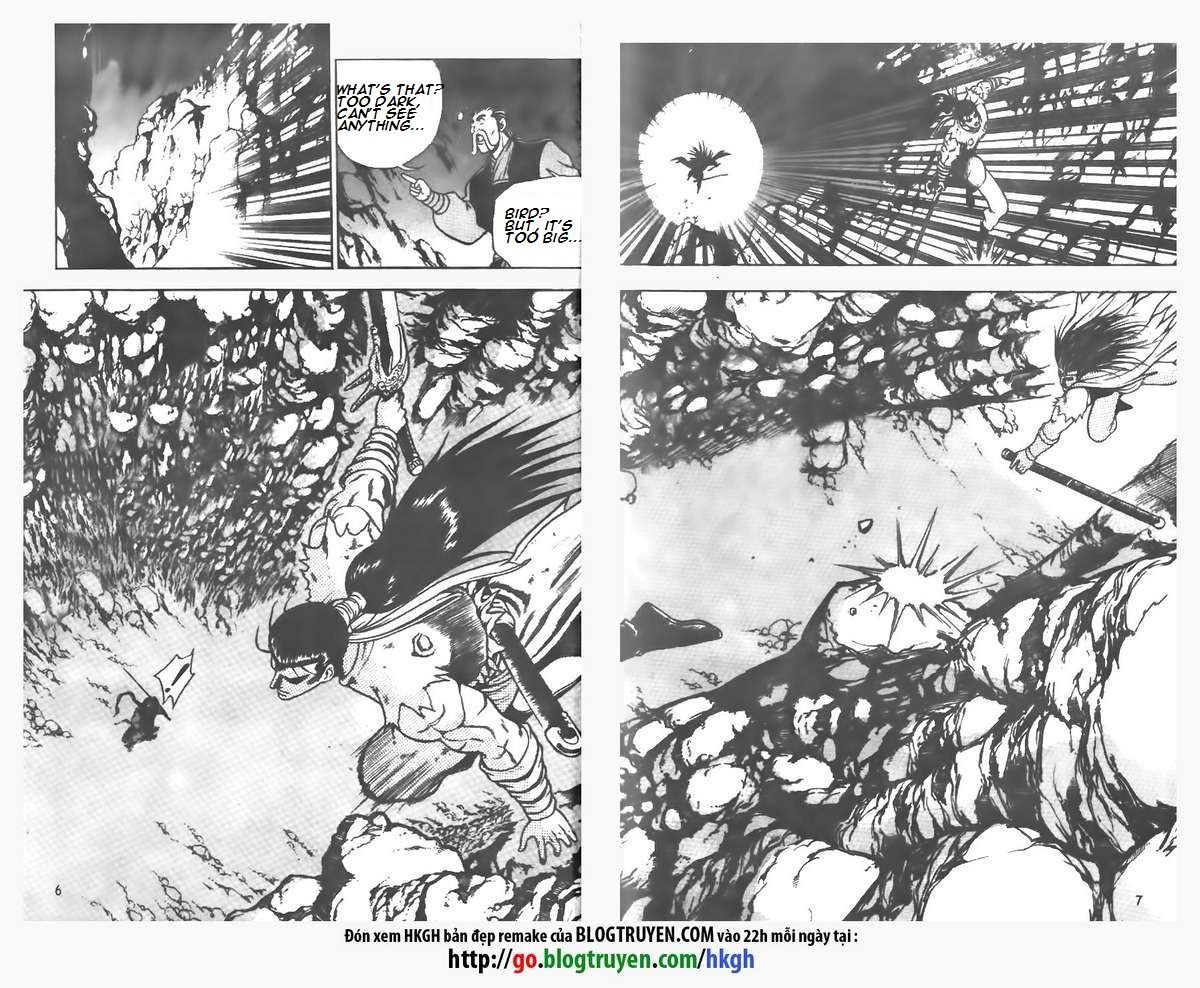 WHAT'S THAT?
TOO DARK,
CAN'T SEE
ANYTHING...
BIRD?
BUT, IT'S
TOO BIG...
6
7
Đón xem HKGH bản đẹp remake của BLOGTRUYEN.COM vào 22h mỗi ngày tại :
http://go.blogtruyen.com/hkgh